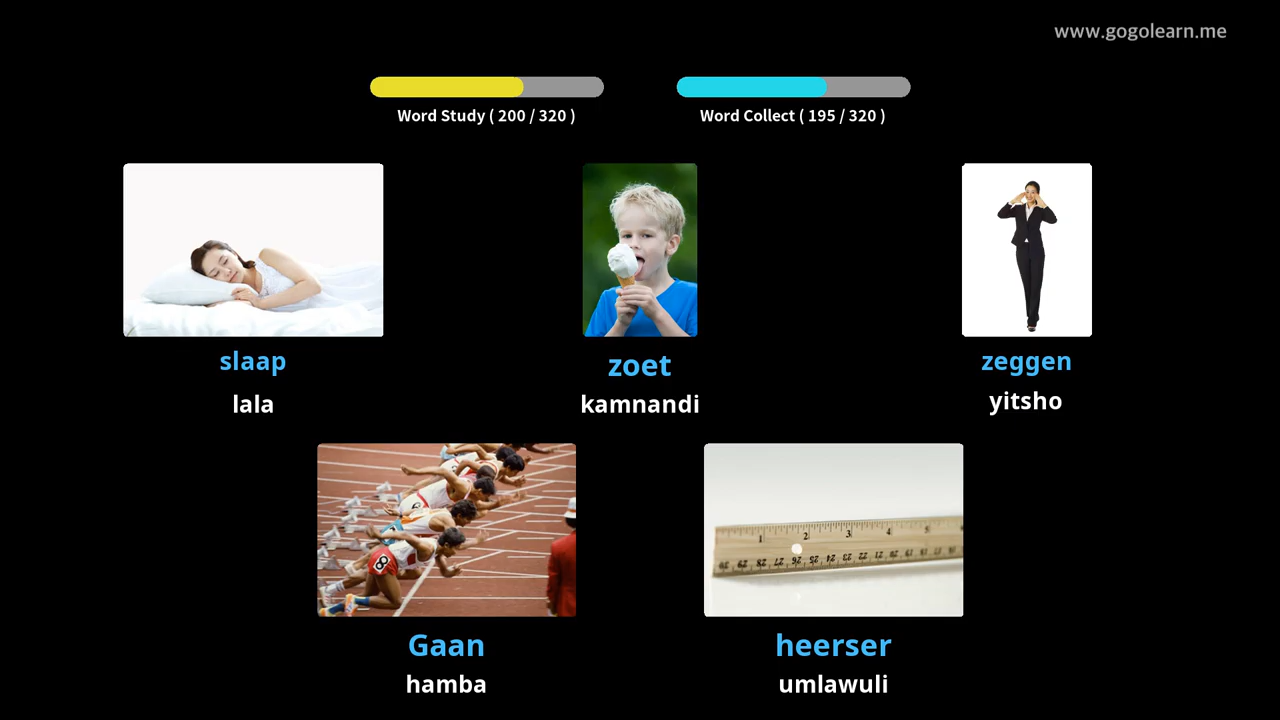 www.gogolearn.me
Word Study ( 200 / 320 )
Word Collect ( 195 / 320 )
slaap
lala
zoet
kamnandi
zeggen
yitsho
Gaan
hamba
heerser
umlawuli